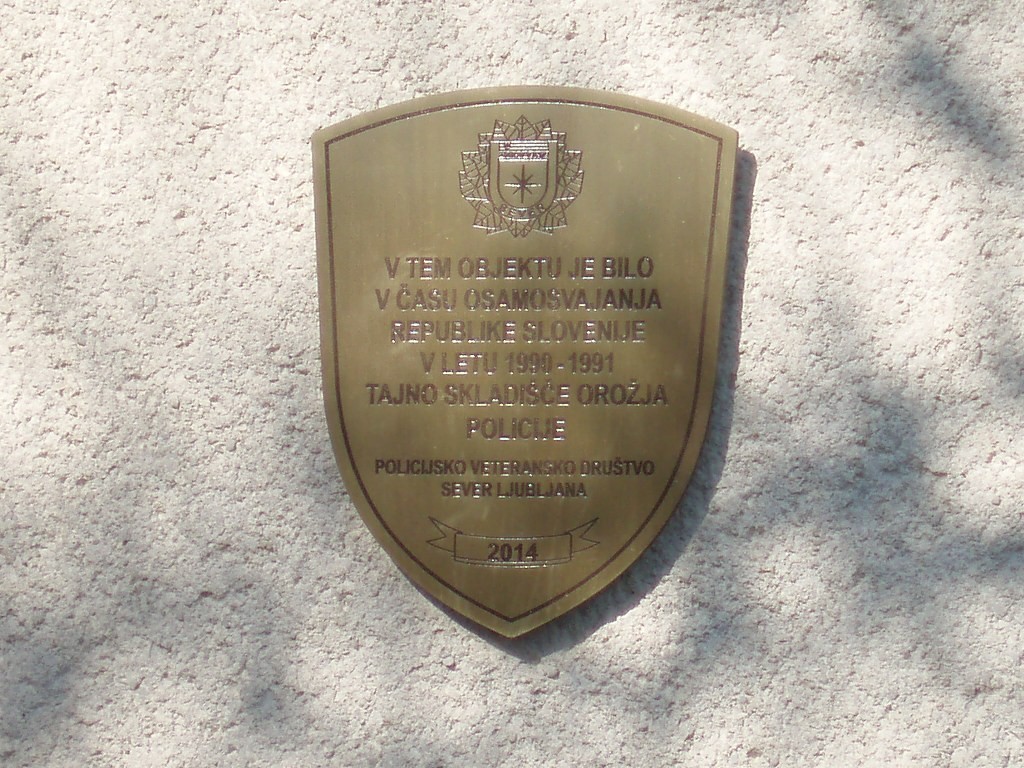 V TEM OBJEKTU JE BILO
V ČASU OSAMOSVAJANJA
REPUBLIKE SLOVENIJE
V LETU 1990-1991
TAJNO SKLADIŠČE OROŽJA
POLICIJE
POLICIJSKO VETERANSKO DRUŠTVO
SEVER LJUBLJANA
2014